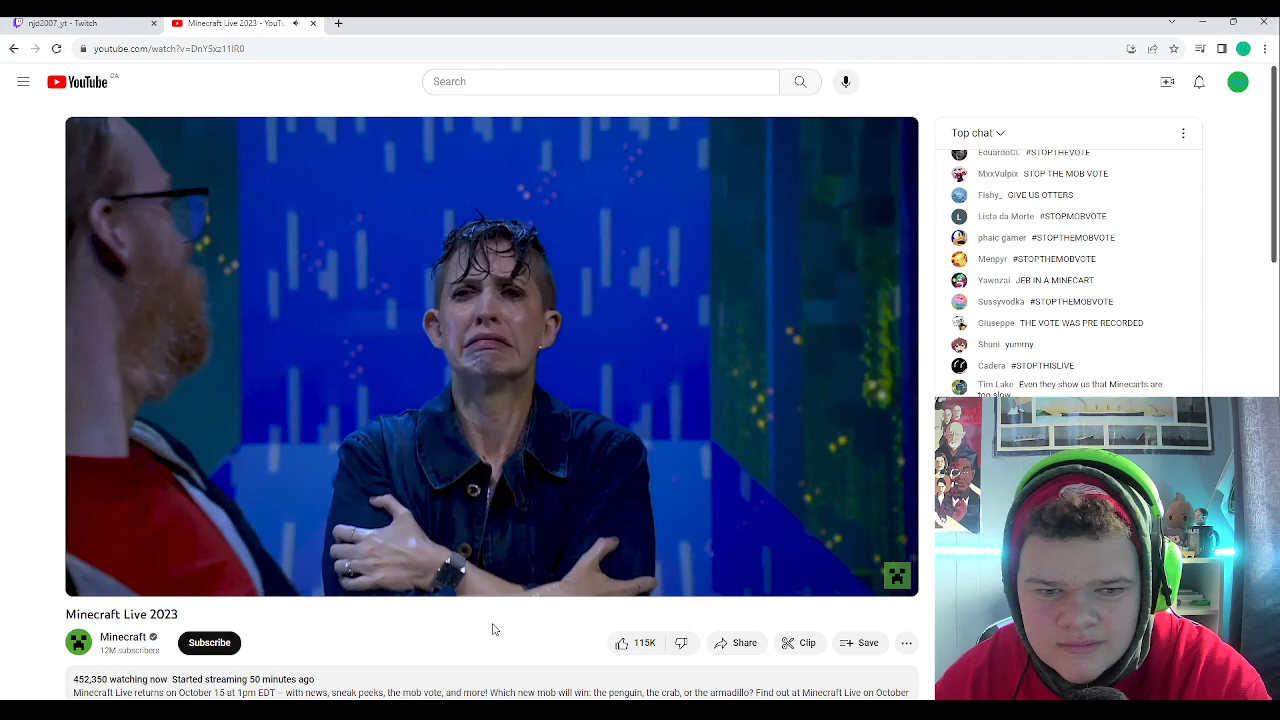 njd2007_yt - Twitch
Minecraft Live 2023 - YouTu
youtube.com/watch?v=DnY5xz11IR0
YouTube CA
Search
Top chat
EduardoCL #STOPTHEVOTE
MxxVulpix STOP THE MOB VOTE
Fishy_ GIVE US OTTERS
L Lista da Morte #STOPMOBVOTE
phaic gamer #STOPTHEMOBVOTE
Menpyr #STOPTHEMOBVOTE
Yawnzai JEB IN A MINECART
Sussyvodka #STOPTHEMOBVOTE
Giuseppe THE VOTE WAS PRE RECORDED
Shuni yummy
Cadera #STOPTHISLIVE
Tim Lake Even they show us that Minecarts are
too slow
Minecraft Live 2023
Minecraft
12M subscribers
Subscribe
115K
Share
Clip
Save
452,350 watching now Started streaming 50 minutes ago
Minecraft Live returns on October 15 at 1pm EDT – with news, sneak peeks, the mob vote, and more! Which new mob will win: the penguin, the crab, or the armadillo? Find out at Minecraft Live on October